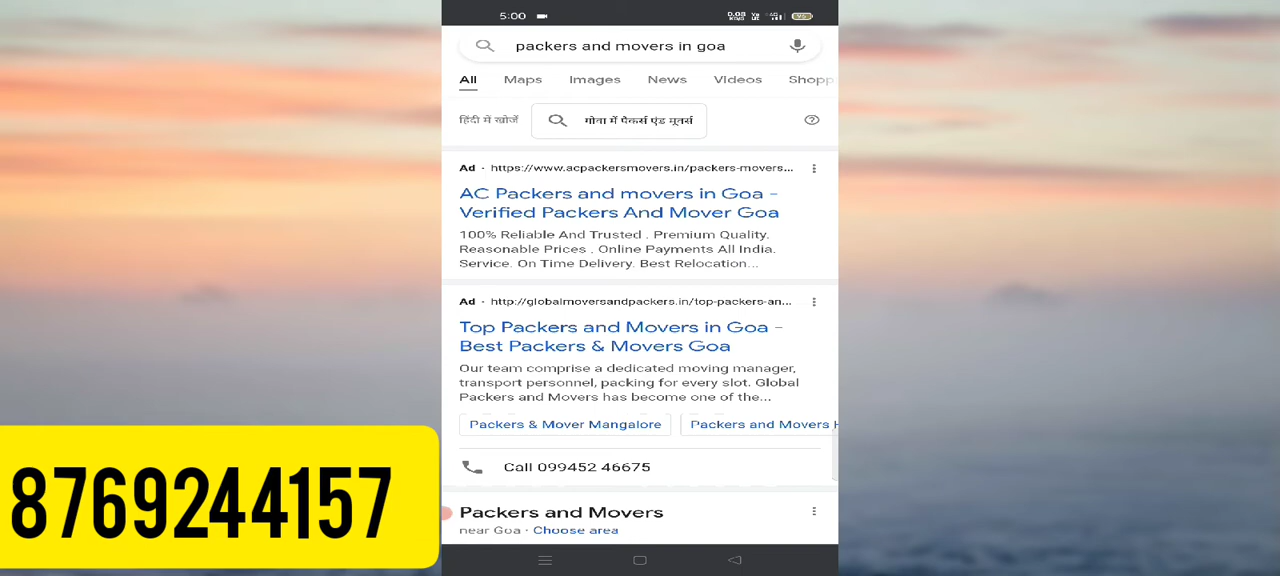 5:00
packers and movers in goa
All Maps Images News Videos Shopp
हिंदी में खोजें गोवा में पैकर्स एंड मूवर्स
Ad · https://www.acpackersmovers.in/packers-movers...
AC Packers and movers in Goa -
Verified Packers And Mover Goa
100% Reliable And Trusted . Premium Quality.
Reasonable Prices . Online Payments All India.
Service. On Time Delivery. Best Relocation...
Ad · http://globalmoversandpackers.in/top-packers-an...
Top Packers and Movers in Goa -
Best Packers & Movers Goa
Our team comprise a dedicated moving manager,
transport personnel, packing for every slot. Global
Packers and Movers has become one of the...
Packers & Mover Mangalore Packers and Movers H
Call 099452 46675
8769244157
Packers and Movers
near Goa · Choose area